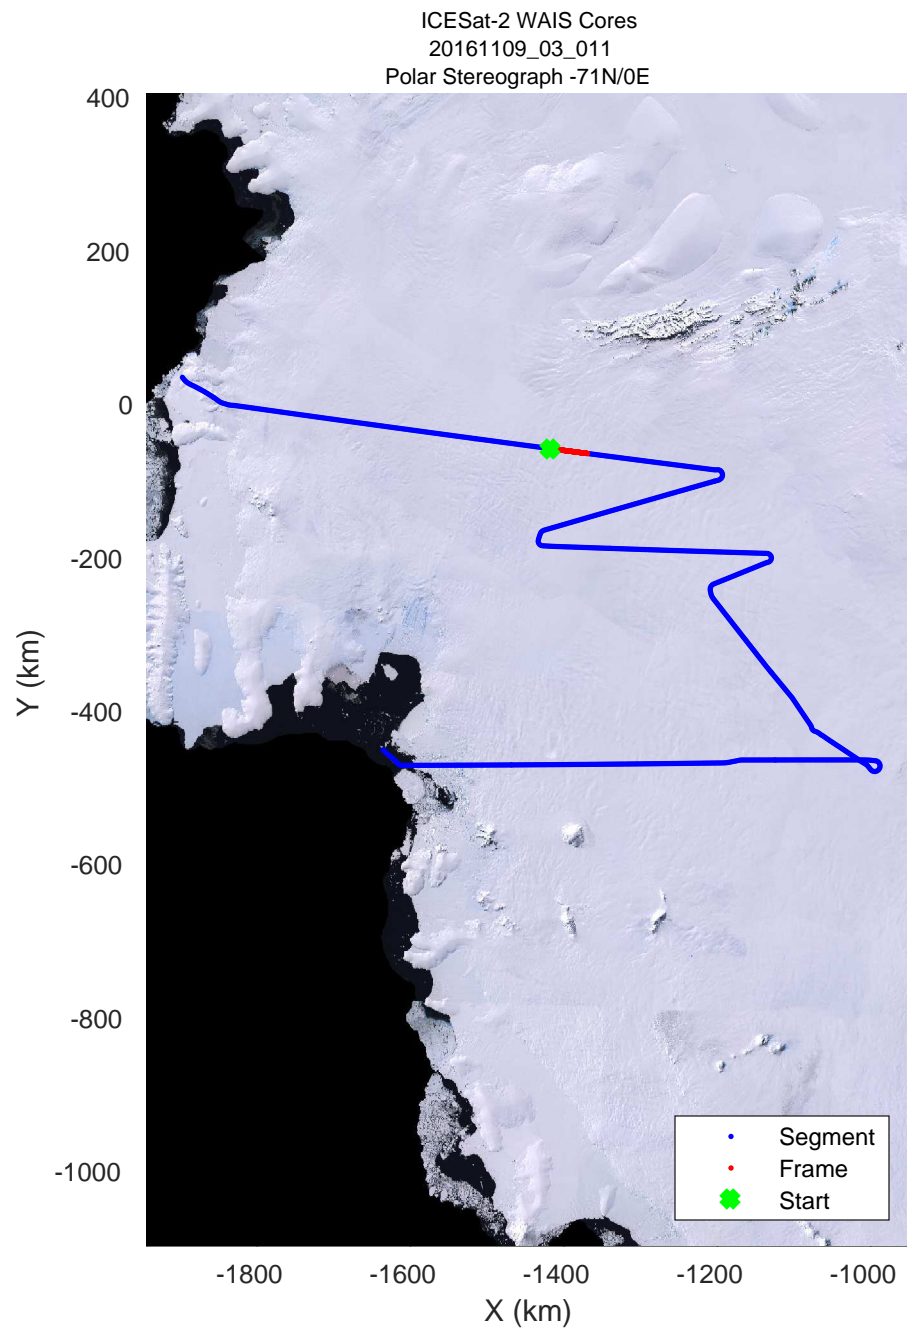 ICESat-2 WAIS Cores
20161109_03_011
Polar Stereograph -71N/0E
400
200
0
-200
-400
-600
-800
-1000
Y (km)
Segment
Frame
Start
-1800
-1600
-1400
-1200
-1000
X (km)